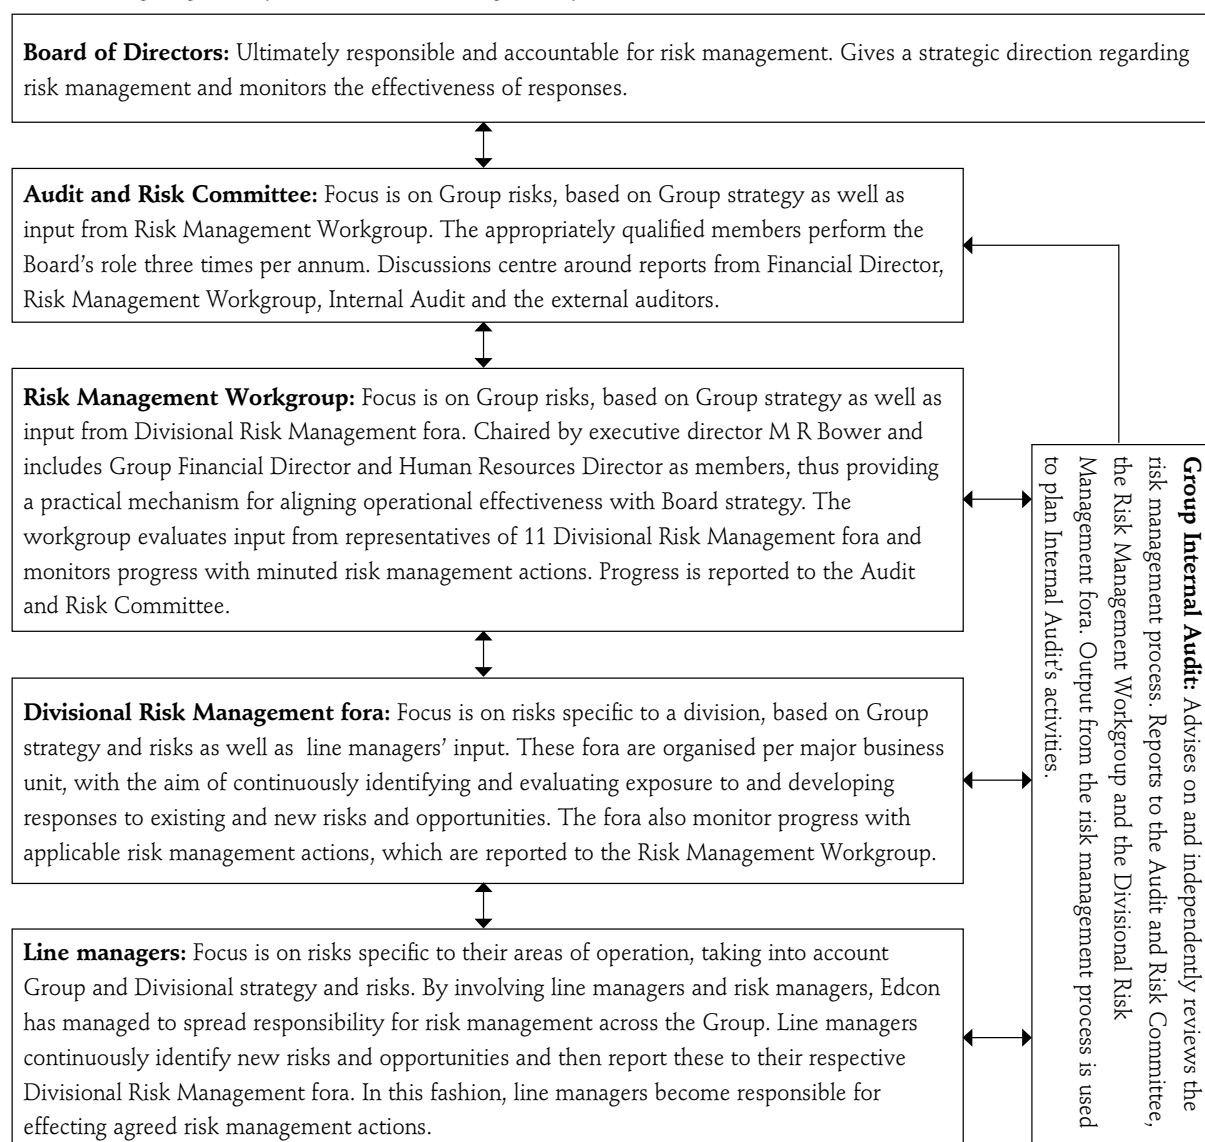 Board of Directors: Ultimately responsible and accountable for risk management. Gives a strategic direction regarding
risk management and monitors the effectiveness of responses.
Audit and Risk Committee: Focus is on Group risks, based on Group strategy as well as
input from Risk Management Workgroup. The appropriately qualified members perform the
Board’s role three times per annum. Discussions centre around reports from Financial Director,
Risk Management Workgroup, Internal Audit and the external auditors.
Risk Management Workgroup: Focus is on Group risks, based on Group strategy as well as
input from Divisional Risk Management fora. Chaired by executive director M R Bower and
includes Group Financial Director and Human Resources Director as members, thus providing
a practical mechanism for aligning operational effectiveness with Board strategy. The
workgroup evaluates input from representatives of 11 Divisional Risk Management fora and
monitors progress with minuted risk management actions. Progress is reported to the Audit
and Risk Committee.
Divisional Risk Management fora: Focus is on risks specific to a division, based on Group
strategy and risks as well as line managers’ input. These fora are organised per major business
unit, with the aim of continuously identifying and evaluating exposure to and developing
responses to existing and new risks and opportunities. The fora also monitor progress with
applicable risk management actions, which are reported to the Risk Management Workgroup.
Line managers: Focus is on risks specific to their areas of operation, taking into account
Group and Divisional strategy and risks. By involving line managers and risk managers, Edcon
has managed to spread responsibility for risk management across the Group. Line managers
continuously identify new risks and opportunities and then report these to their respective
Divisional Risk Management fora. In this fashion, line managers become responsible for
effecting agreed risk management actions.
Group Internal Audit: Advises on and independently reviews the
risk management process. Reports to the Audit and Risk Committee,
the Risk Management Workgroup and the Divisional Risk
Management fora. Output from the risk management process is used
to plan Internal Audit’s activities.